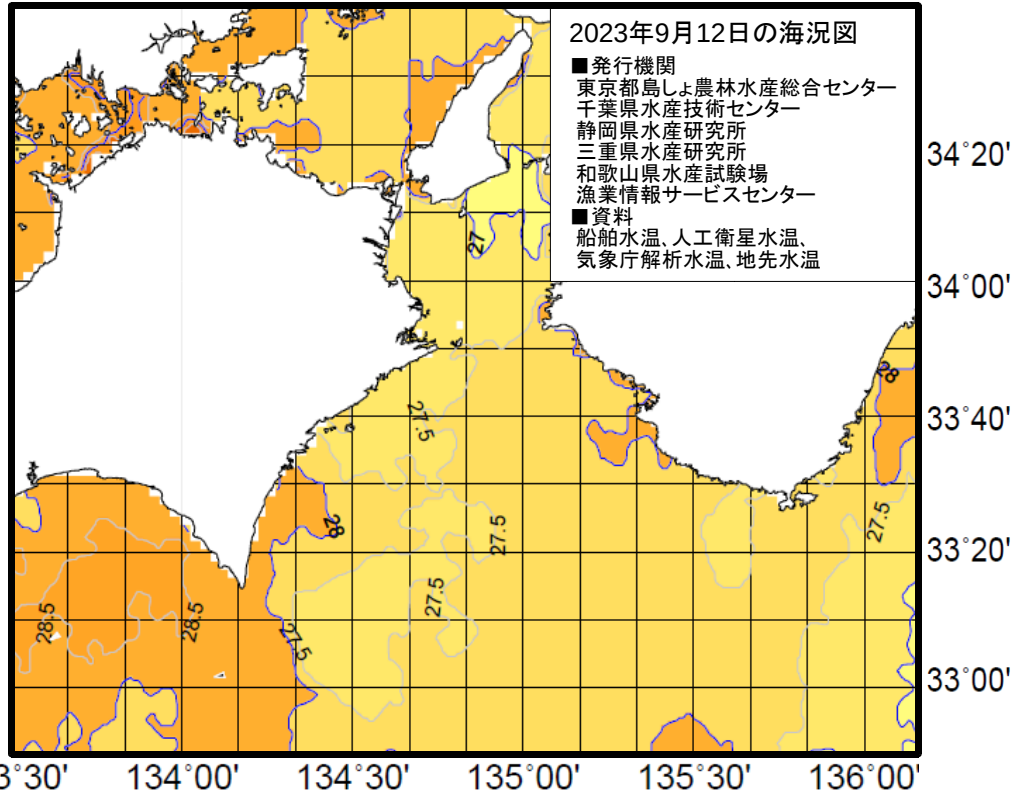 2023年9月12日の海況図
■発行機関
東京都島しょ農林水産総合センター
千葉県水産技術センター
静岡県水産研究所
三重県水産研究所
和歌山県水産試験場
漁業情報サービスセンター
■資料
船舶水温、人工衛星水温、
気象庁解析水温、地先水温
34°20'
27
34°00'
28
27.5
33°40'
28
27.5
27.5
33°20'
27.5
28.5
28.5
27.5
33°00'
3°30'
134°00'
134°30'
135°00'
135°30'
136°00'